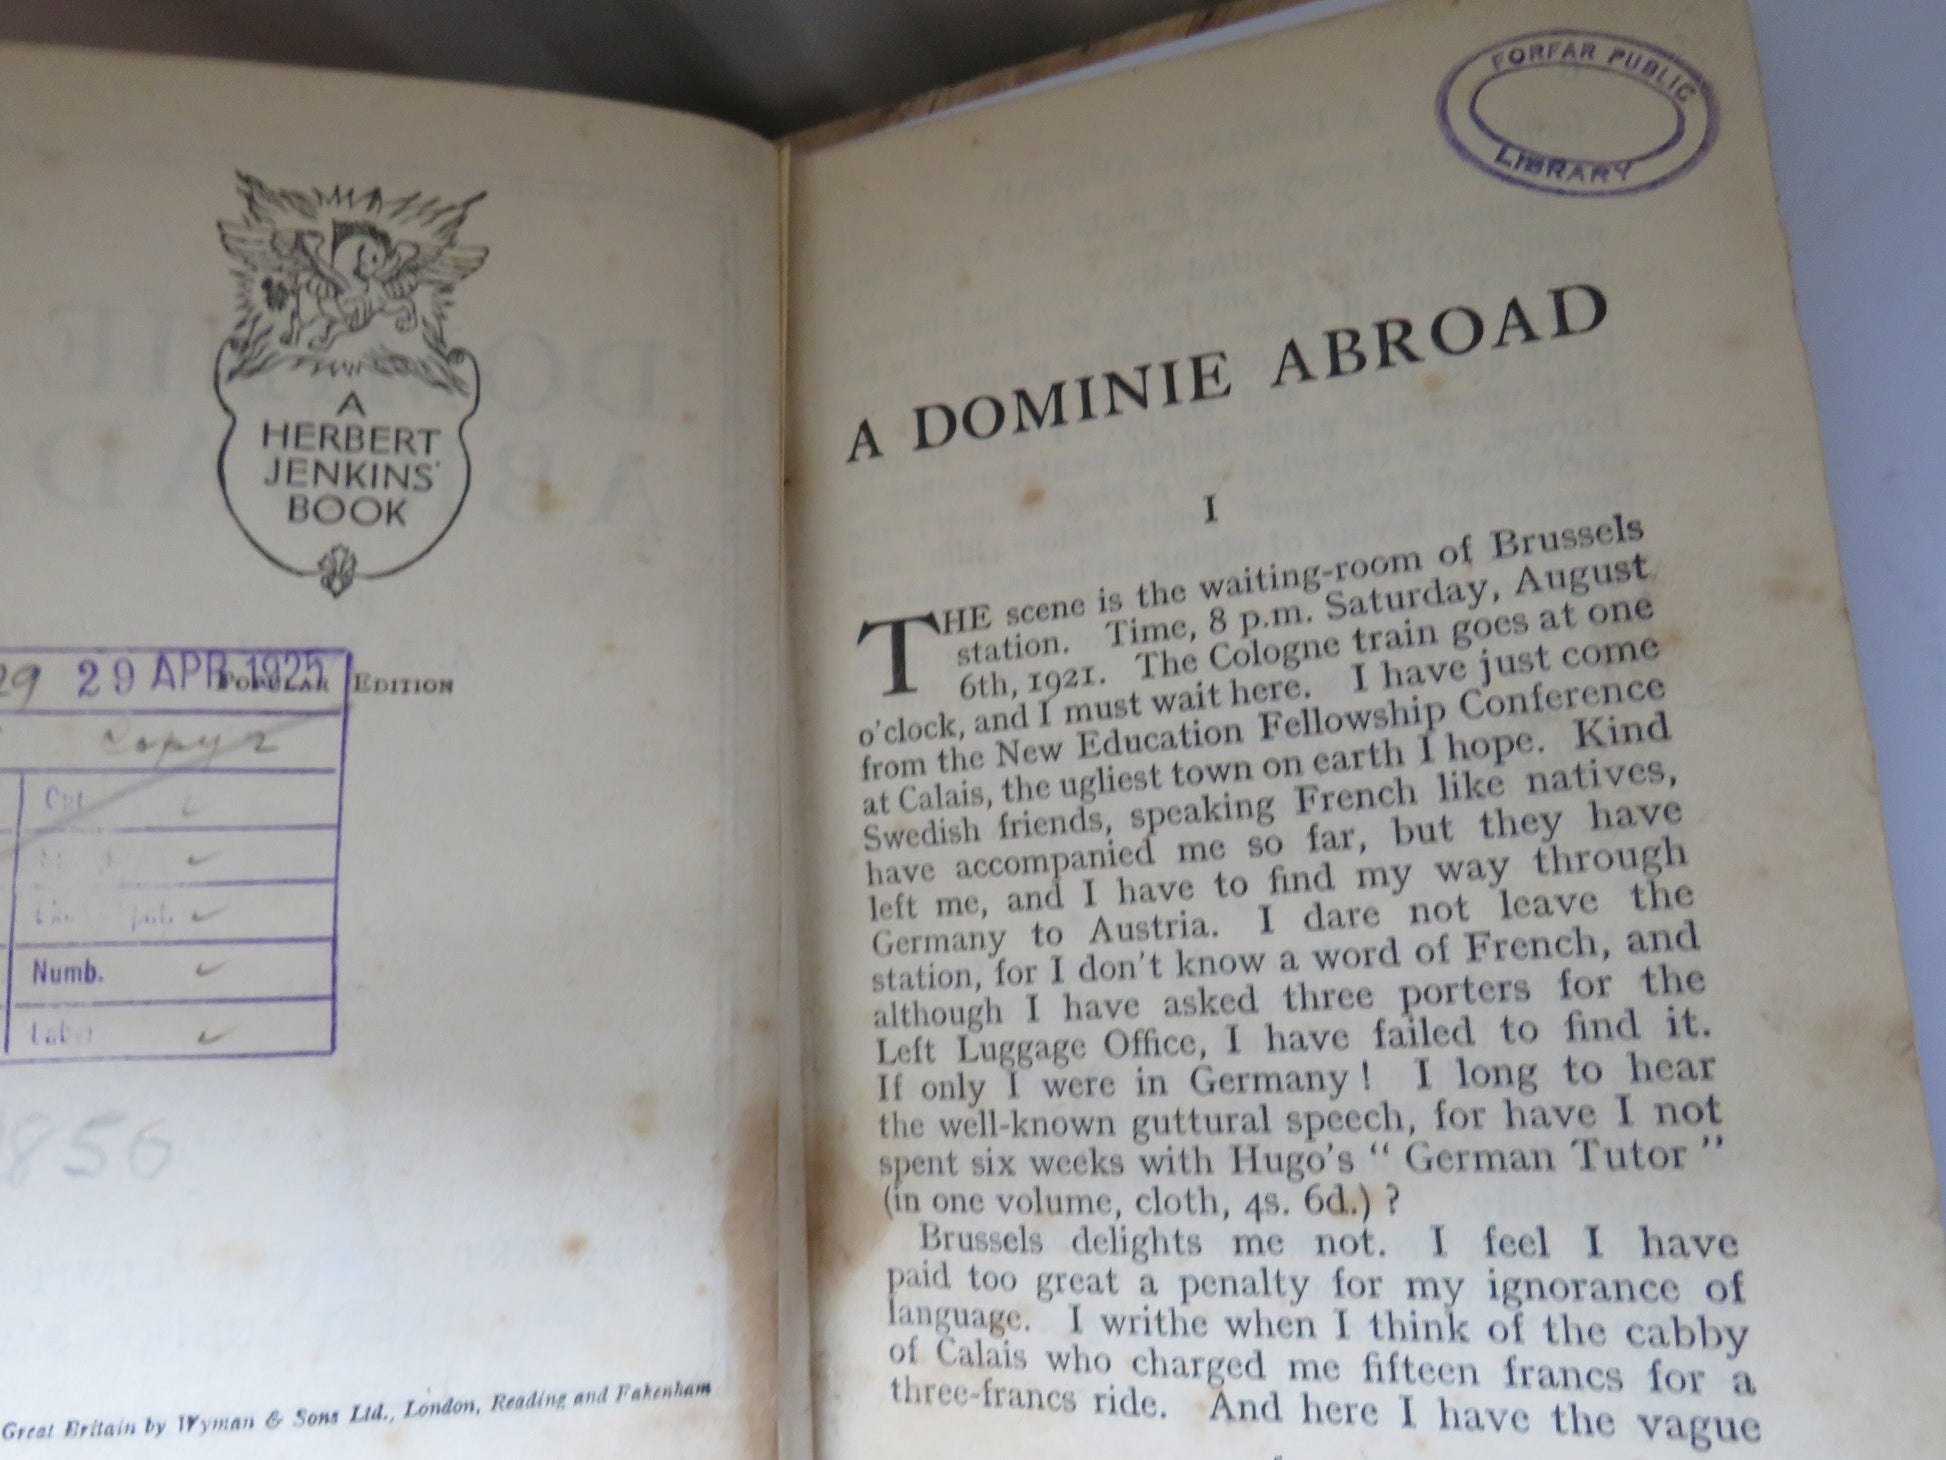 A
HERBERT
JENKINS'
BOOK
29 29 APR 1925
POPULAR EDITION
Copy 2
Cat
Numb.
Label
856
Great Britain by Wyman & Sons Ltd., London, Reading and Fakenham
FORFAR PUBLIC
LIBRARY
A DOMINIE ABROAD
I
THE scene is the waiting-room of Brussels
station. Time, 8 p.m. Saturday, August
6th, 1921. The Cologne train goes at one
o'clock, and I must wait here. I have just come
from the New Education Fellowship Conference
at Calais, the ugliest town on earth I hope. Kind
Swedish friends, speaking French like natives,
have accompanied me so far, but they have
left me, and I have to find my way through
Germany to Austria. I dare not leave the
station, for I don't know a word of French, and
although I have asked three porters for the
Left Luggage Office, I have failed to find it.
If only I were in Germany! I long to hear
the well-known guttural speech, for have I not
spent six weeks with Hugo's "German Tutor"
(in one volume, cloth, 4s. 6d.)?
Brussels delights me not. I feel I have
paid too great a penalty for my ignorance of
language. I writhe when I think of the cabby
of Calais who charged me fifteen francs for a
three-francs ride. And here I have the vague